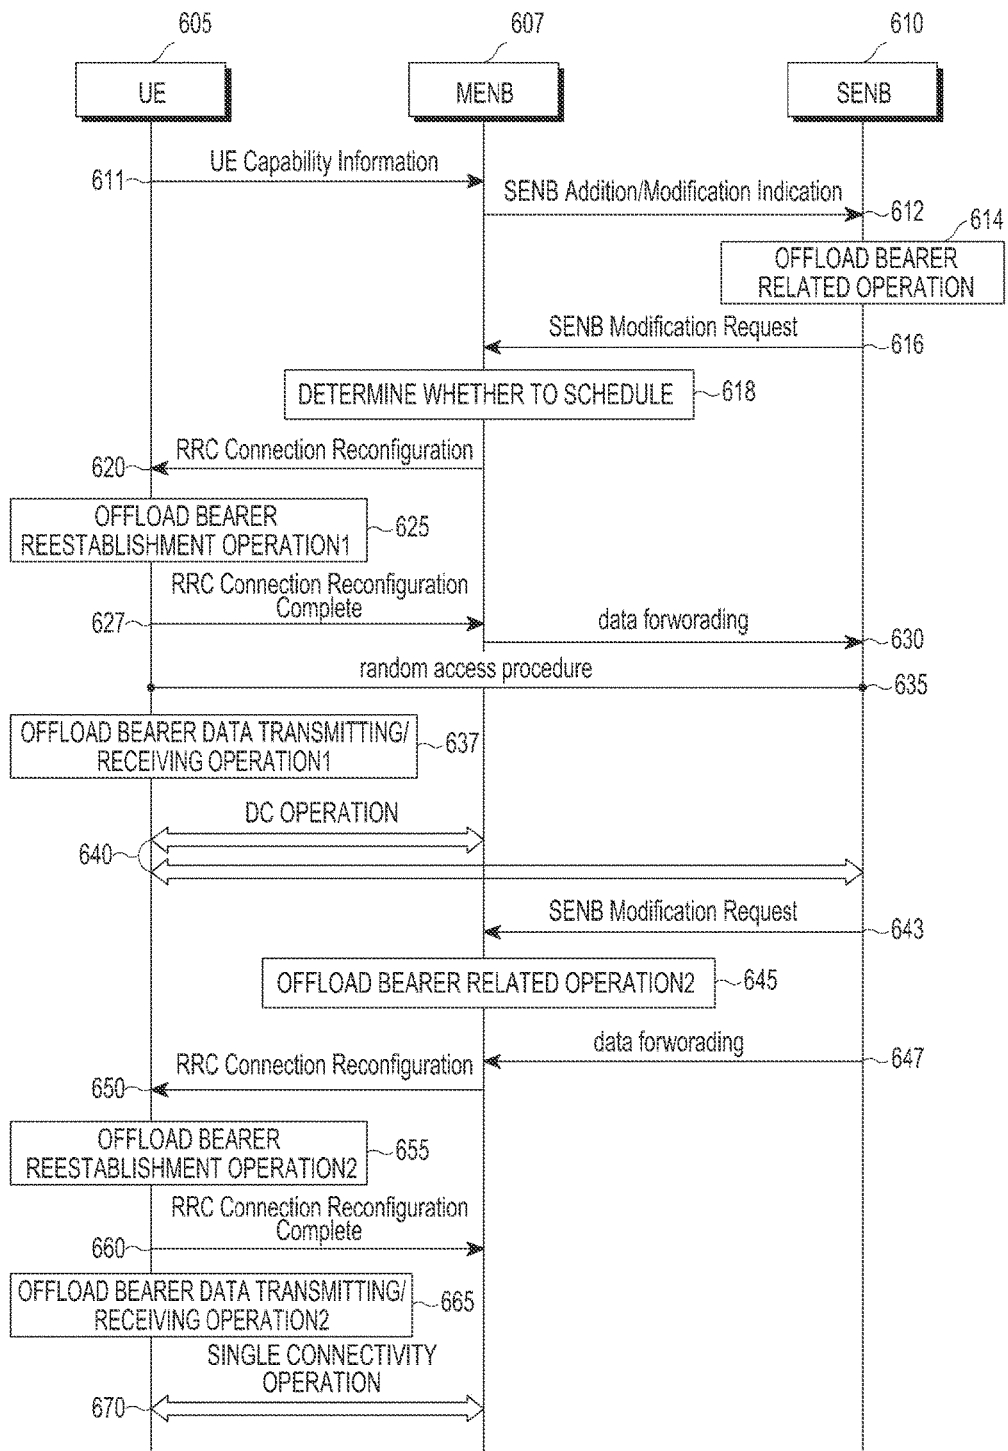 605
607
610
UE
MENB
SENB
UE Capability Information
611
SENB Addition/Modification Indication
612
614
OFFLOAD BEARER
RELATED OPERATION
SENB Modification Request
616
DETERMINE WHETHER TO SCHEDULE
618
RRC Connection Reconfiguration
620
OFFLOAD BEARER
REESTABLISHMENT OPERATION1
625
RRC Connection Reconfiguration
Complete
627
data forworading
630
random access procedure
635
OFFLOAD BEARER DATA TRANSMITTING/
RECEIVING OPERATION1
637
DC OPERATION
640
SENB Modification Request
643
OFFLOAD BEARER RELATED OPERATION2
645
data forworading
647
RRC Connection Reconfiguration
650
OFFLOAD BEARER
REESTABLISHMENT OPERATION2
655
RRC Connection Reconfiguration
Complete
660
OFFLOAD BEARER DATA TRANSMITTING/
RECEIVING OPERATION2
665
SINGLE CONNECTIVITY
OPERATION
670